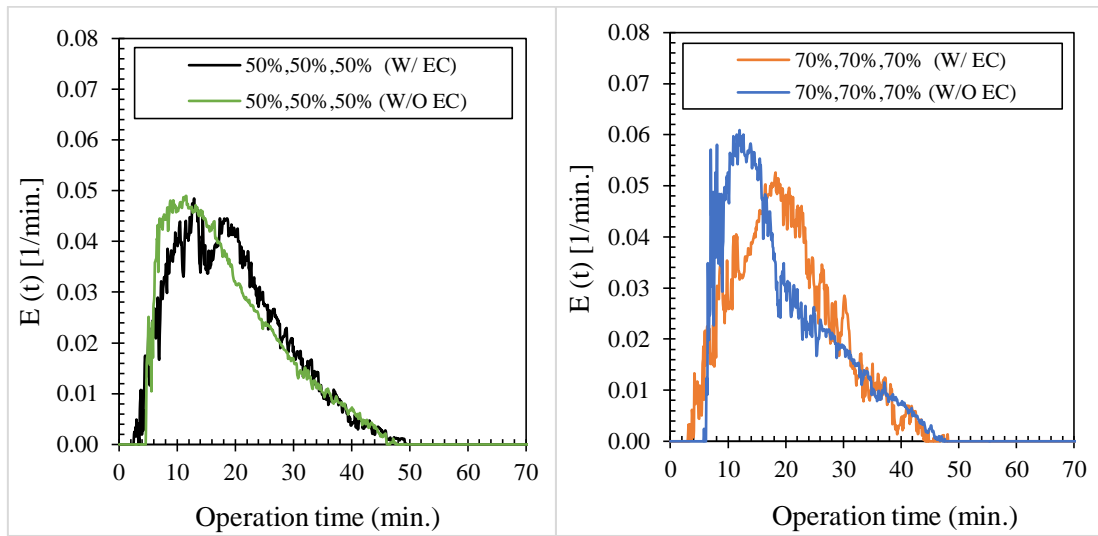 0.08
0.07
0.06
0.05
0.04
0.03
0.02
0.01
0.00
E (t) [1/min.]
50%,50%,50% (W/ EC)
50%,50%,50% (W/O EC)
0 10 20 30 40 50 60 70
Operation time (min.)
0.08
0.07
0.06
0.05
0.04
0.03
0.02
0.01
0.00
E (t) [1/min.]
70%,70%,70% (W/ EC)
70%,70%,70% (W/O EC)
0 10 20 30 40 50 60 70
Operation time (min.)